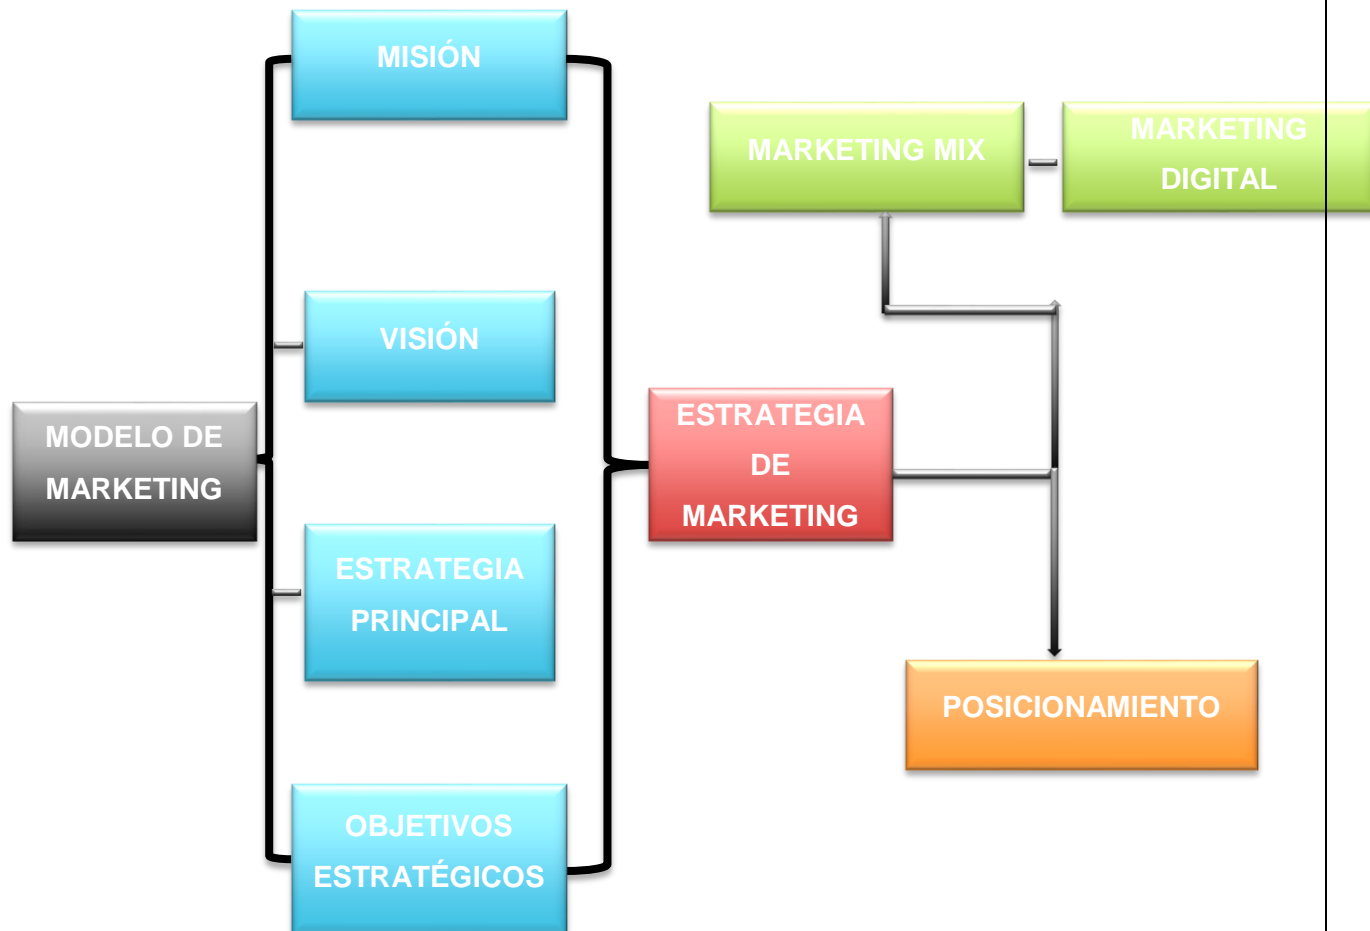 MISIÓN
MARKETING MIX
MARKETING
DIGITAL
VISIÓN
MODELO DE
MARKETING
ESTRATEGIA
DE
MARKETING
ESTRATEGIA
PRINCIPAL
POSICIONAMIENTO
OBJETIVOS
ESTRATÉGICOS